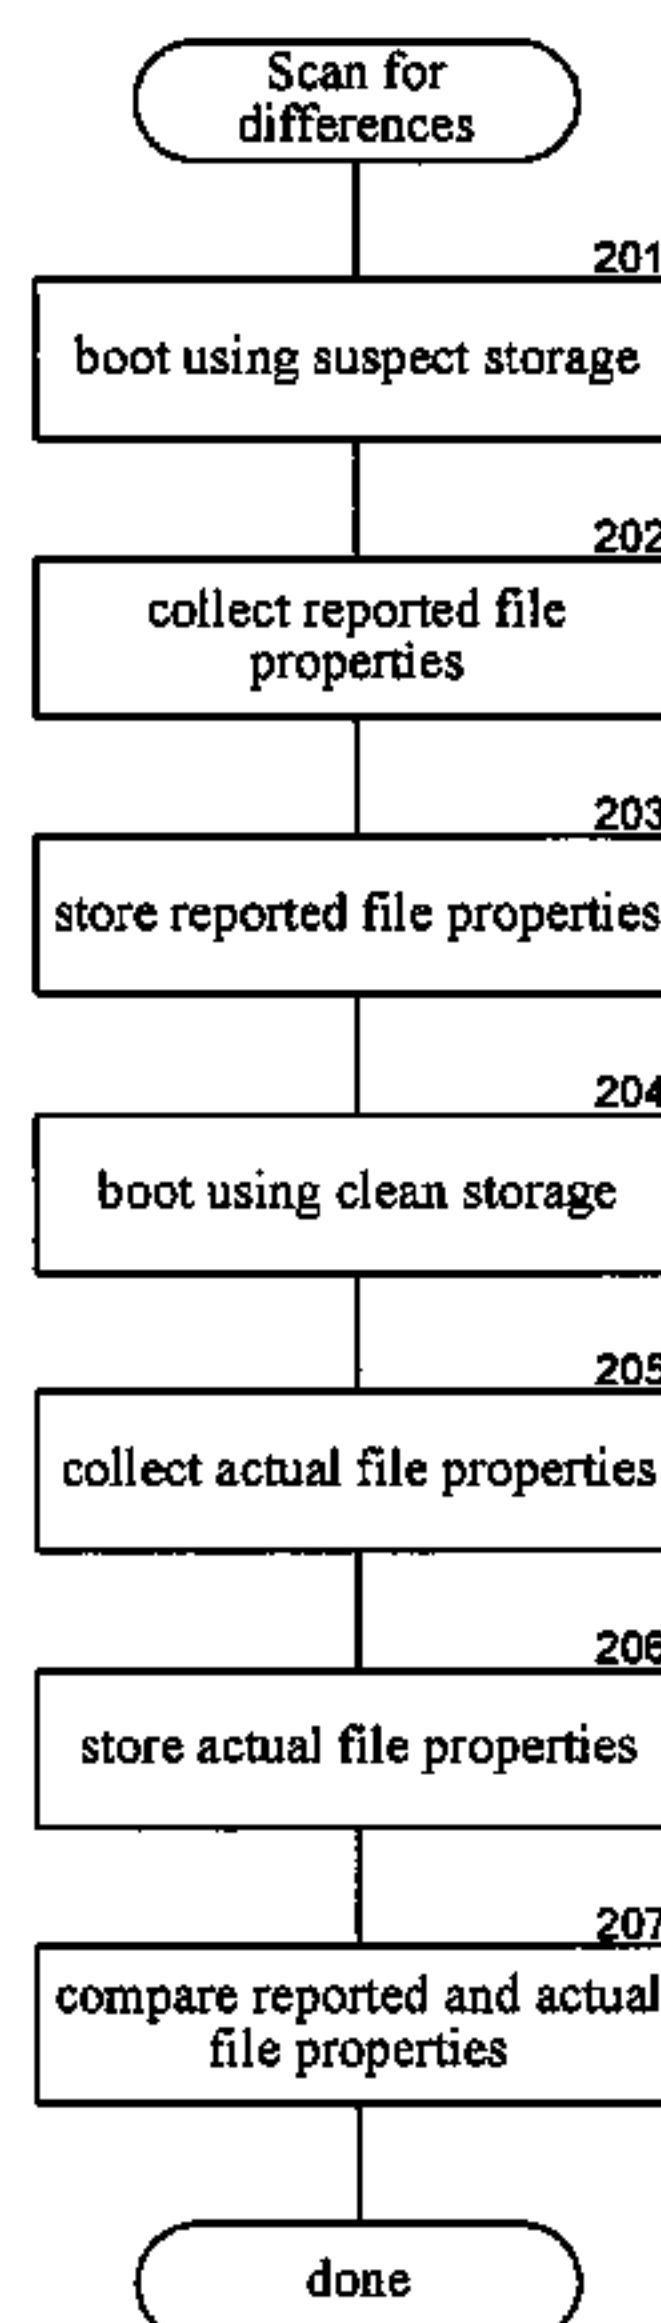 Scan for
differences
201
boot using suspect storage
202
collect reported file
properties
203
store reported file properties
204
boot using clean storage
205
collect actual file properties
206
store actual file properties
207
compare reported and actual
file properties
done